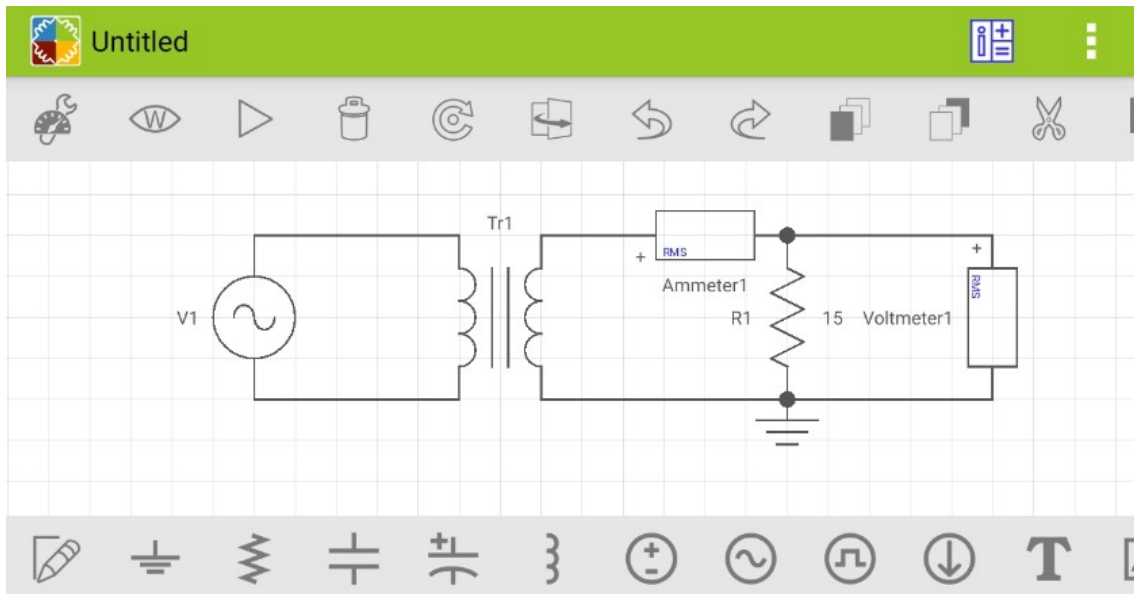 Untitled
W
Tr1
+
RMS
Ammeter1
V1
R1
15
Voltmeter1
+
RMS
T